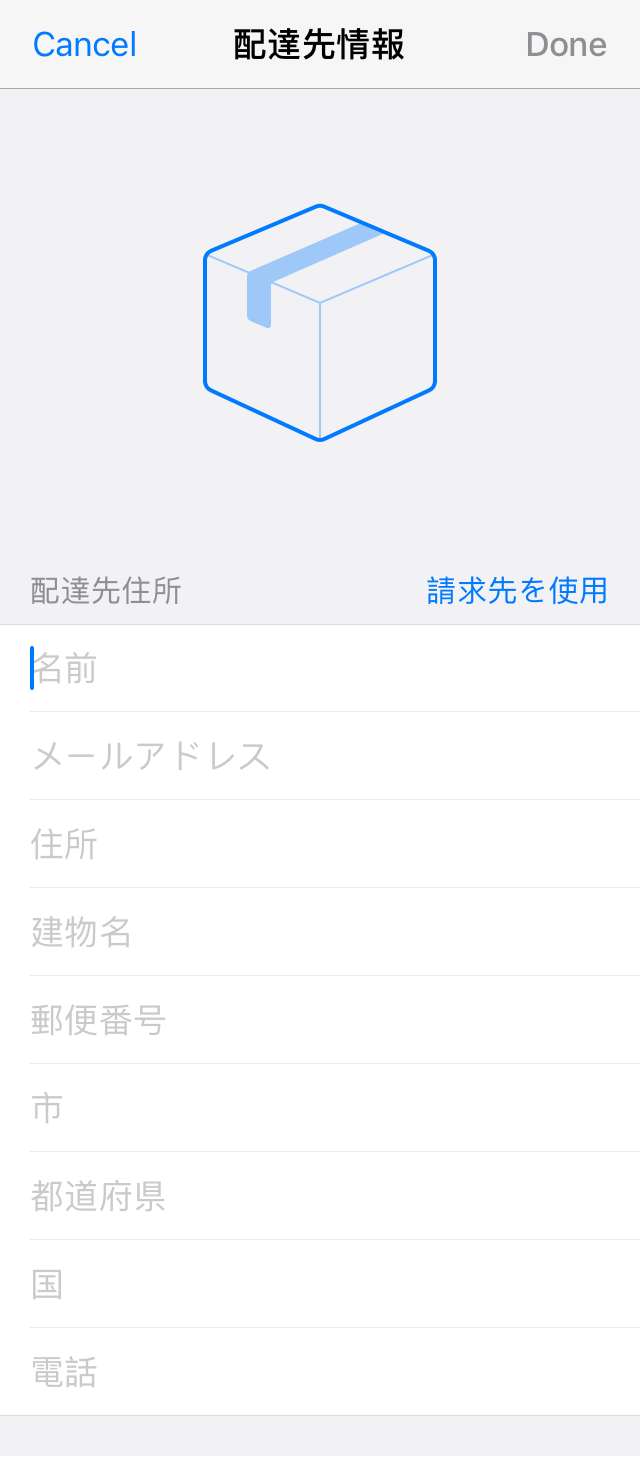 Cancel 配達先情報 Done
配達先住所 請求先を使用
名前
メールアドレス
住所
建物名
郵便番号
市
都道府県
国
電話